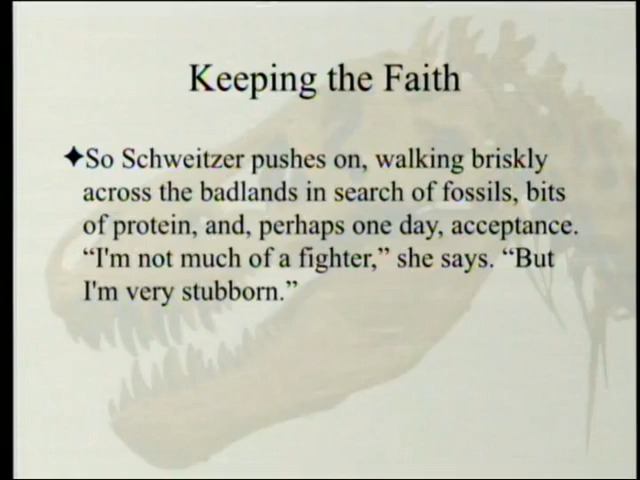 Keeping the Faith
✦So Schweitzer pushes on, walking briskly
across the badlands in search of fossils, bits
of protein, and, perhaps one day, acceptance.
“I'm not much of a fighter,” she says. “But
I'm very stubborn.”